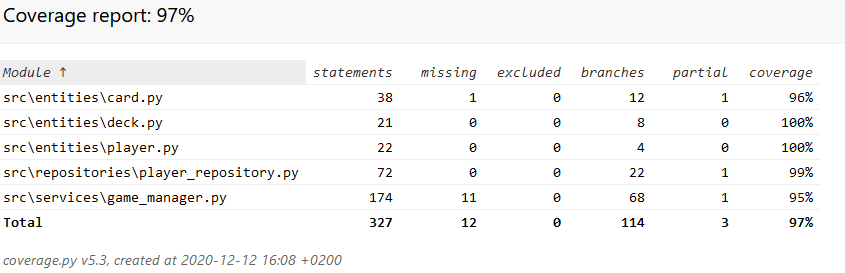 Coverage report: 97%
Module ↑ statements missing excluded branches partial coverage
src\entities\card.py 38 1 0 12 1 96%
src\entities\deck.py 21 0 0 8 0 100%
src\entities\player.py 22 0 0 4 0 100%
src\repositories\player_repository.py 72 0 0 22 1 99%
src\services\game_manager.py 174 11 0 68 1 95%
Total 327 12 0 114 3 97%
coverage.py v5.3, created at 2020-12-12 16:08 +0200